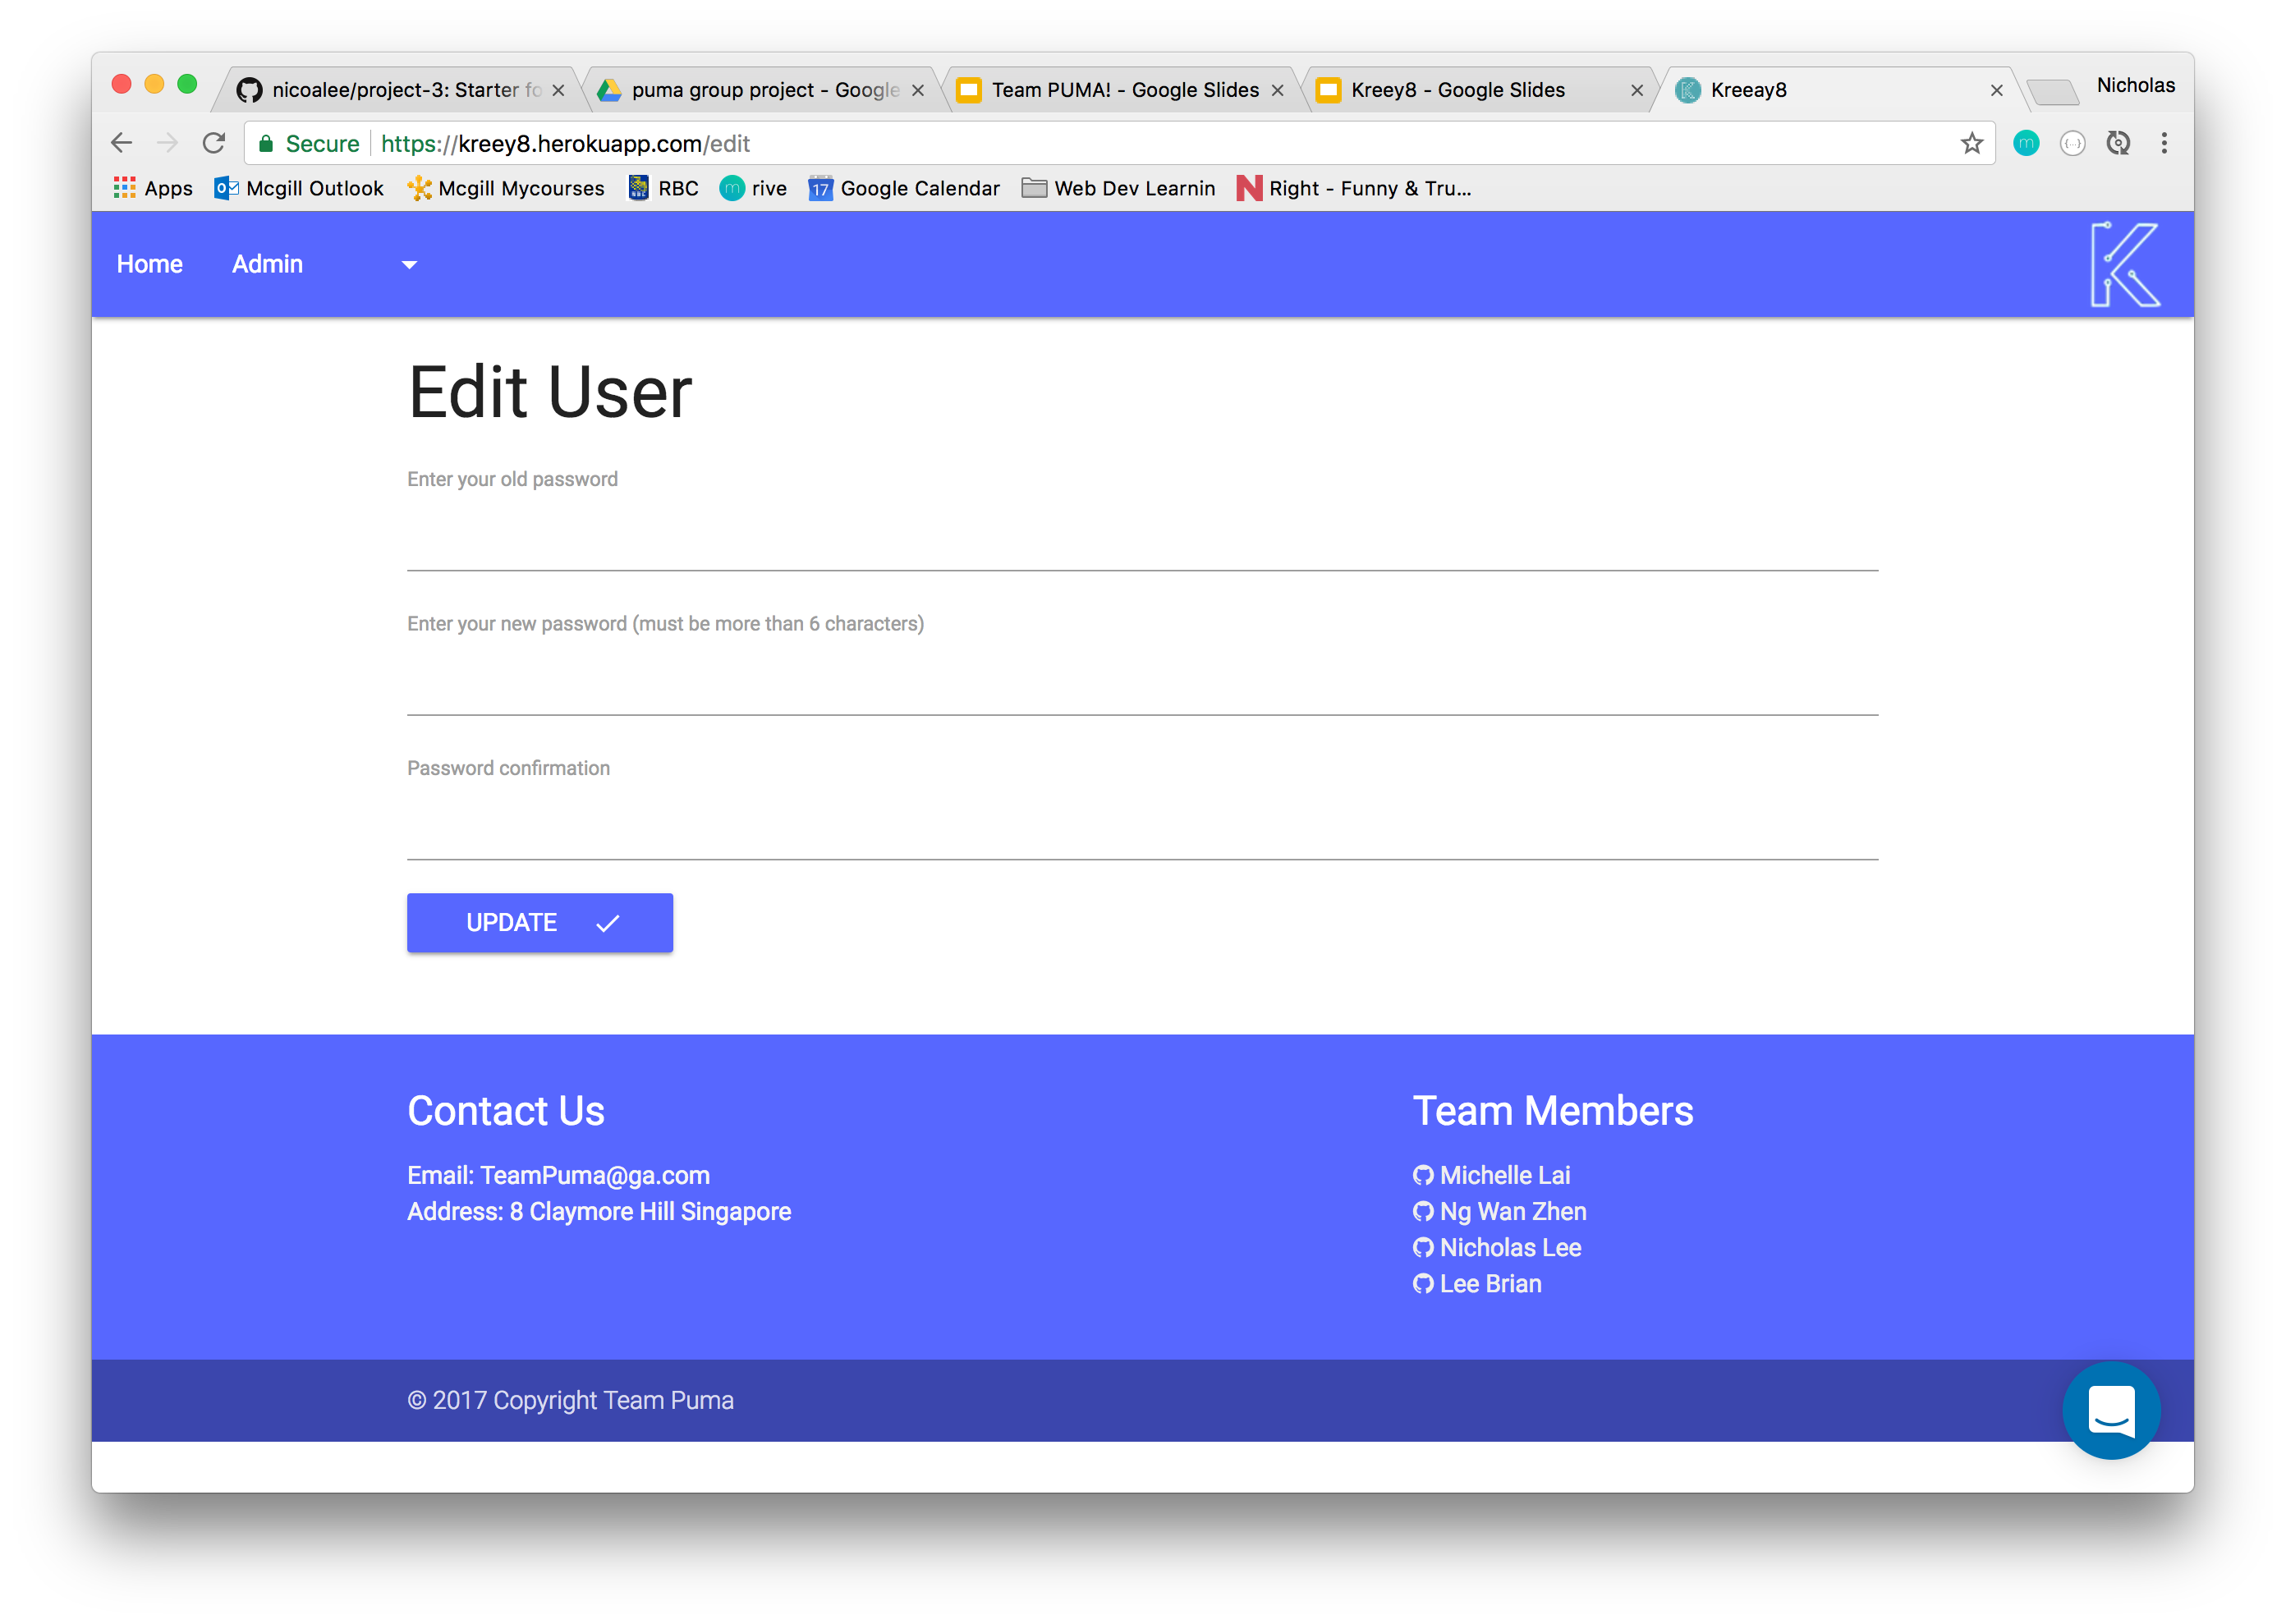 nicoalee/project-3: Starter fo
puma group project - Google
Team PUMA! - Google Slides
Kreey8 - Google Slides
Kreeay8
Nicholas
Secure
https://kreey8.herokuapp.com/edit
Apps
Mcgill Outlook
Mcgill Mycourses
RBC
rive
17
Google Calendar
Web Dev Learnin
Right - Funny & Tru...
Home
Admin
Edit User
Enter your old password
Enter your new password (must be more than 6 characters)
Password confirmation
UPDATE
Contact Us
Email: TeamPuma@ga.com
Address: 8 Claymore Hill Singapore
Team Members
Michelle Lai
Ng Wan Zhen
Nicholas Lee
Lee Brian
© 2017 Copyright Team Puma